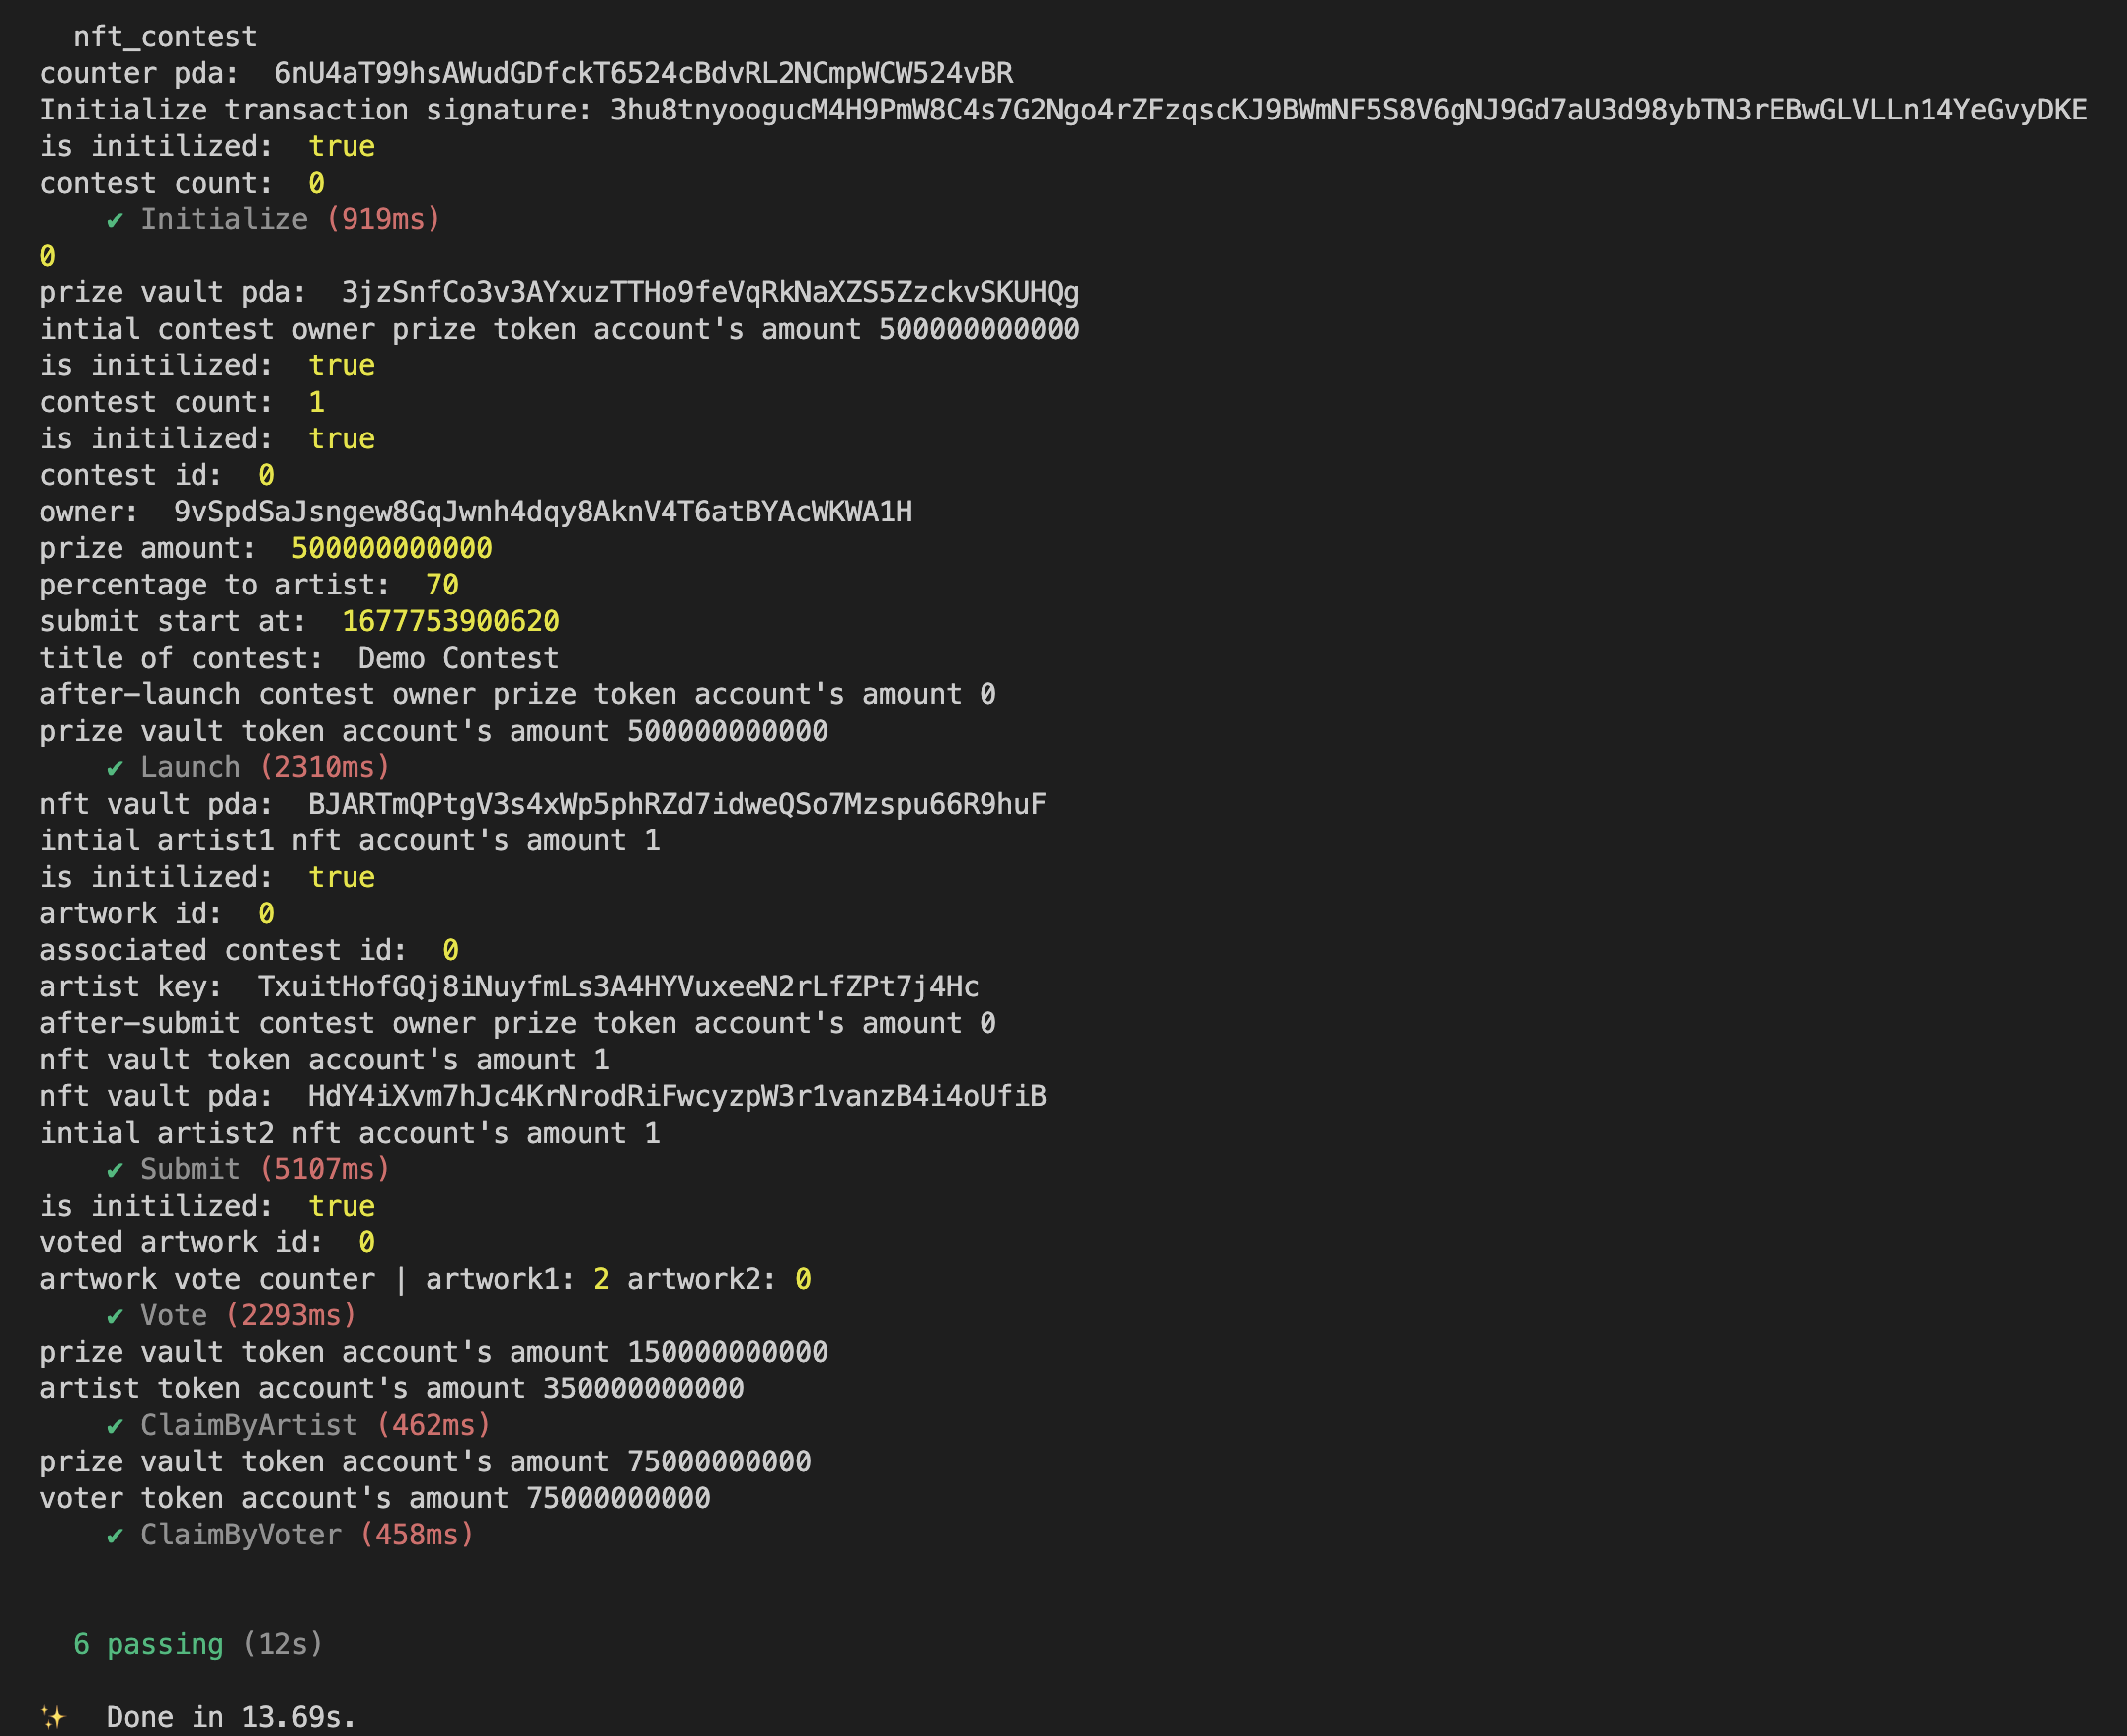 nft_contest
counter pda:  6nU4aT99hsAWudGDfckT6524cBdvRL2NCmpWCW524vBR
Initialize transaction signature: 3hu8tnyoogucM4H9PmW8C4s7G2Ngo4rZFzqscKJ9BWmNF5S8V6gNJ9Gd7aU3d98ybTN3rEBwGLVLLn14YeGvyDKE
is initilized:  true
contest count:  0
✔ Initialize (919ms)
0
prize vault pda:  3jzSnfCo3v3AYxuzTTHo9feVqRkNaXZS5ZzckvSKUHQg
intial contest owner prize token account's amount 500000000000
is initilized:  true
contest count:  1
is initilized:  true
contest id:  0
owner:  9vSpdSaJsngew8GqJwnh4dqy8AknV4T6atBYAcWKWA1H
prize amount:  500000000000
percentage to artist:  70
submit start at:  1677753900620
title of contest:  Demo Contest
after-launch contest owner prize token account's amount 0
prize vault token account's amount 500000000000
✔ Launch (2310ms)
nft vault pda:  BJARTmQPtgV3s4xWp5phRZd7idweQSo7Mzspu66R9huF
intial artist1 nft account's amount 1
is initilized:  true
artwork id:  0
associated contest id:  0
artist key:  TxuitHofGQj8iNuyfmLs3A4HYVuxeeN2rLfZPt7j4Hc
after-submit contest owner prize token account's amount 0
nft vault token account's amount 1
nft vault pda:  HdY4iXvm7hJc4KrNrodRiFwcyzpW3r1vanzB4i4oUfiB
intial artist2 nft account's amount 1
✔ Submit (5107ms)
is initilized:  true
voted artwork id:  0
artwork vote counter | artwork1: 2 artwork2: 0
✔ Vote (2293ms)
prize vault token account's amount 150000000000
artist token account's amount 350000000000
✔ ClaimByArtist (462ms)
prize vault token account's amount 75000000000
voter token account's amount 75000000000
✔ ClaimByVoter (458ms)
6 passing (12s)
✨  Done in 13.69s.